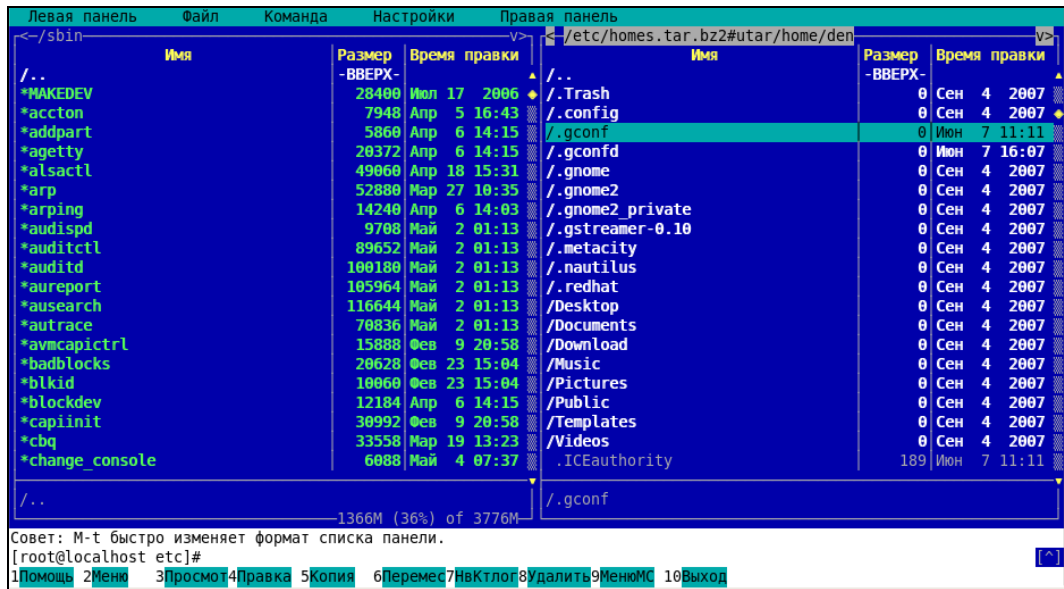 Левая панель Файл Команда Настройки Правая панель
<─/sbin─v> <─/etc/homes.tar.bz2#utar/home/den─v>
Имя Размер Время правки Имя Размер Время правки
/.. -ВВЕРХ- /.. -ВВЕРХ-
*MAKEDEV 28400 Июл 17 2006 /.Trash 0 Сен 4 2007
*accton 7948 Апр 5 16:43 /.config 0 Сен 4 2007
*addpart 5860 Апр 6 14:15 /.gconf 0 Июн 7 11:11
*agetty 20372 Апр 6 14:15 /.gconfd 0 Июн 7 16:07
*alsactl 49060 Апр 18 15:31 /.gnome 0 Сен 4 2007
*arp 52880 Мар 27 10:35 /.gnome2 0 Сен 4 2007
*arping 14240 Апр 6 14:03 /.gnome2_private 0 Сен 4 2007
*audispd 9708 Май 2 01:13 /.gstreamer-0.10 0 Сен 4 2007
*auditctl 89652 Май 2 01:13 /.metacity 0 Сен 4 2007
*auditd 100180 Май 2 01:13 /.nautilus 0 Сен 4 2007
*aureport 105964 Май 2 01:13 /.redhat 0 Сен 4 2007
*ausearch 116644 Май 2 01:13 /Desktop 0 Сен 4 2007
*autrace 70836 Май 2 01:13 /Documents 0 Сен 4 2007
*avmcapictrl 15888 Фев 9 20:58 /Download 0 Сен 4 2007
*badblocks 20628 Фев 23 15:04 /Music 0 Сен 4 2007
*blkid 10060 Фев 23 15:04 /Pictures 0 Сен 4 2007
*blockdev 12184 Апр 6 14:15 /Public 0 Сен 4 2007
*capiinit 30992 Фев 9 20:58 /Templates 0 Сен 4 2007
*cbq 33558 Мар 19 13:23 /Videos 0 Сен 4 2007
*change_console 6088 Май 4 07:37 .ICEauthority 189 Июн 7 11:11
/.. /.gconf
1366M (36%) of 3776M
Совет: M-t быстро изменяет формат списка панели.
[root@localhost etc]# [^]
1Помощь 2Меню 3Просмот4Правка 5Копия 6Перемес7НвКтлог8Удалить9МенюMC 10Выход